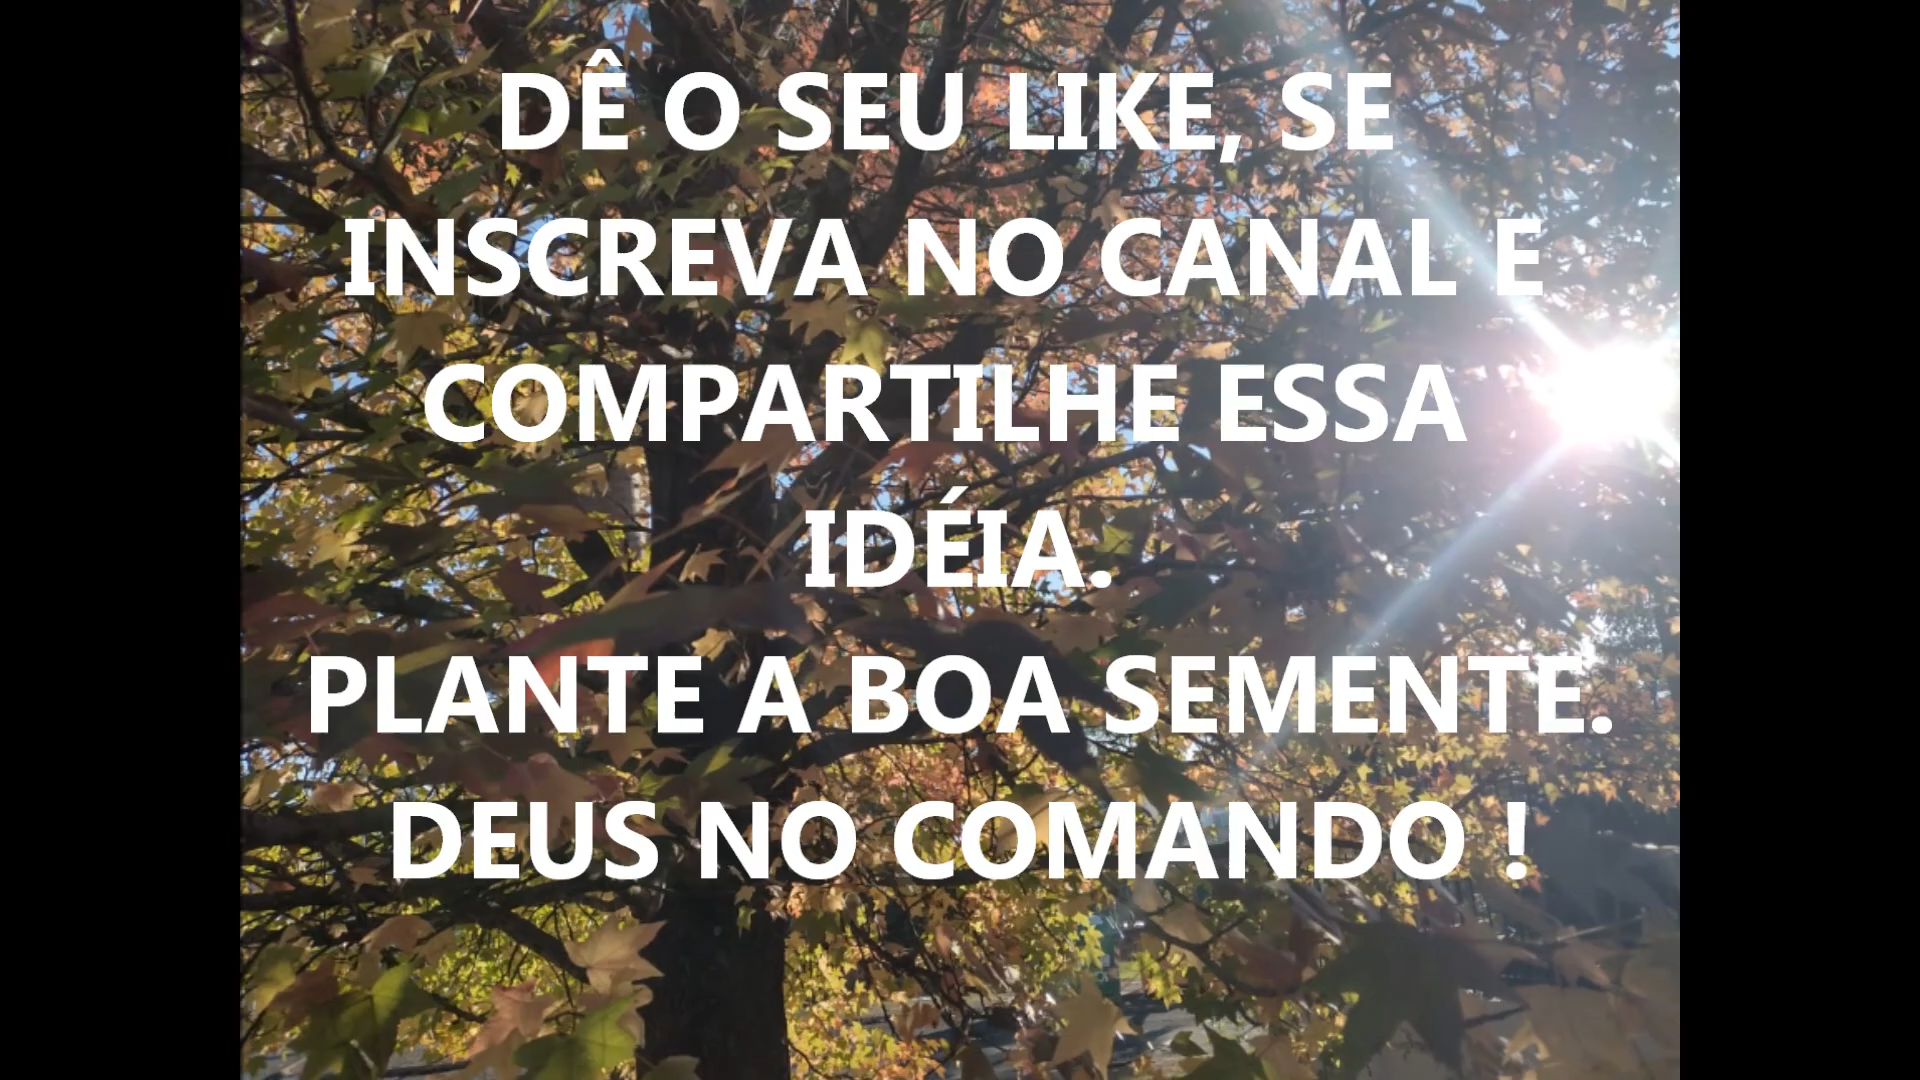 DÊ O SEU LIKE, SE
INSCREVA NO CANAL E
COMPARTILHE ESSA
IDÉIA.
PLANTE A BOA SEMENTE.
DEUS NO COMANDO !